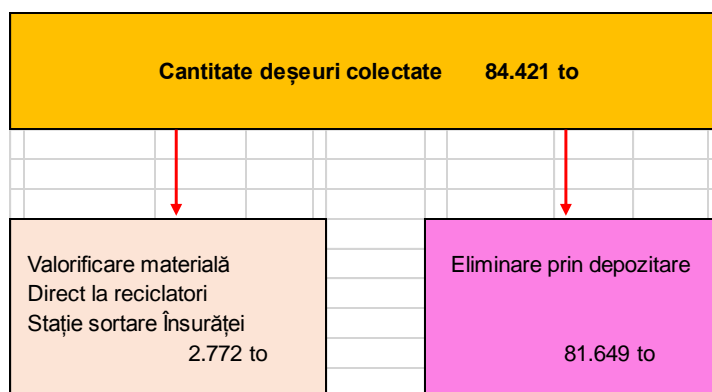 Cantitate deșeuri colectate 84.421 to
Valorificare materială
Direct la reciclatori
Stație sortare Însurăței
2.772 to
Eliminare prin depozitare
81.649 to